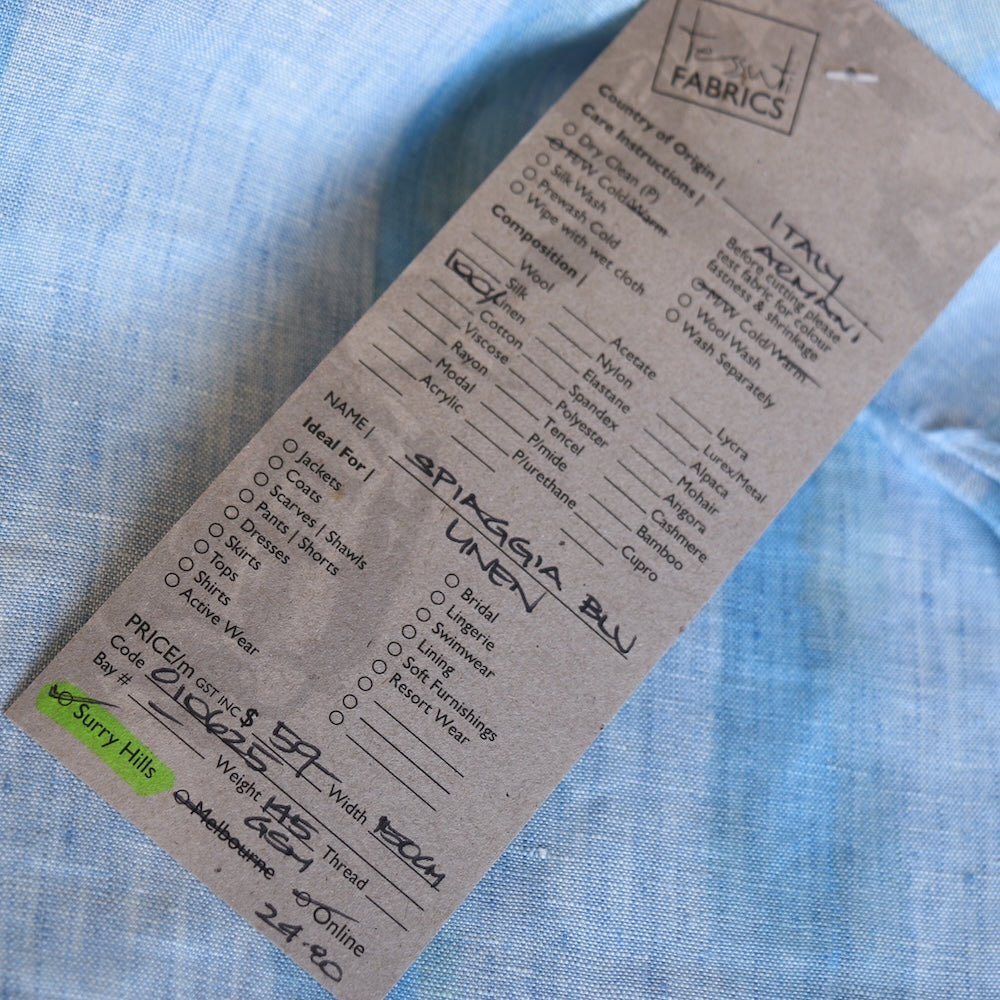 Tessuti
FABRICS
Country of Origin | ITALY
Care Instructions | ARMANI
Dry Clean (P)
MW Cold/Warm
Silk Wash
Prewash Cold
Wipe with wet cloth
Before cutting please
test fabric for colour
fastness & shrinkage
MW Cold/Warm
Wool Wash
Wash Separately
Composition |
Wool
Silk
100% Linen
Cotton
Viscose
Rayon
Modal
Acrylic
Acetate
Nylon
Elastane
Spandex
Polyester
Tencel
P/mide
P/urethane
Lycra
Lurex/Metal
Alpaca
Mohair
Angora
Cashmere
Bamboo
Cupro
NAME | SPIAGGIA BLU
LINEN
Ideal For |
Jackets
Coats
Scarves | Shawls
Pants | Shorts
Dresses
Skirts
Tops
Shirts
Active Wear
Bridal
Lingerie
Swimwear
Lining
Soft Furnishings
Resort Wear
PRICE/m GST INC $ 59-
Code 010625 Width 150CM
Bay # Weight 145 GSM Thread
Surry Hills Melbourne Online
24.90